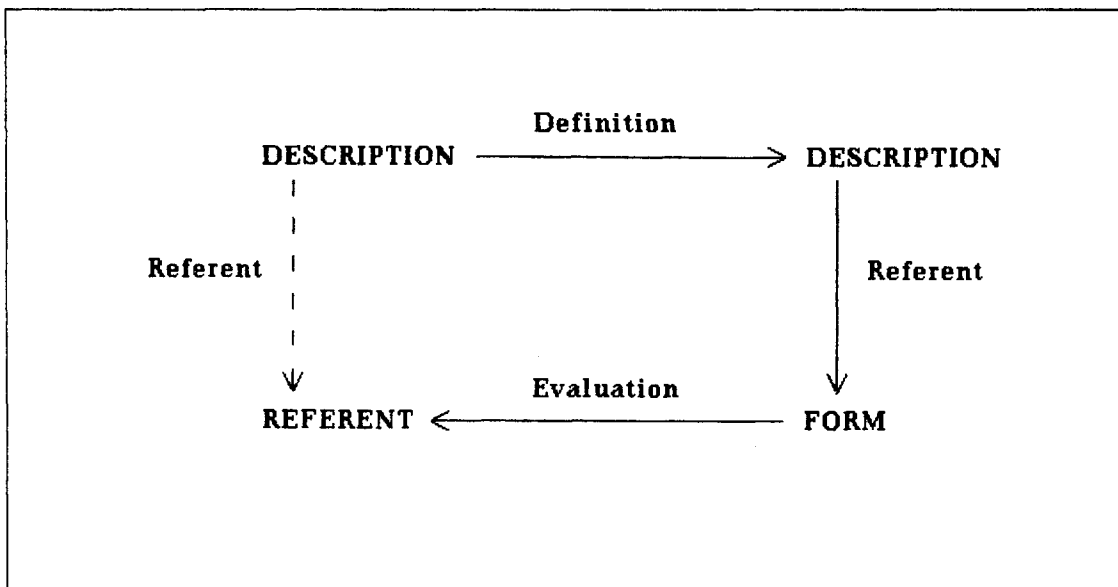 Definition
DESCRIPTION DESCRIPTION
Referent Referent
Evaluation
REFERENT FORM